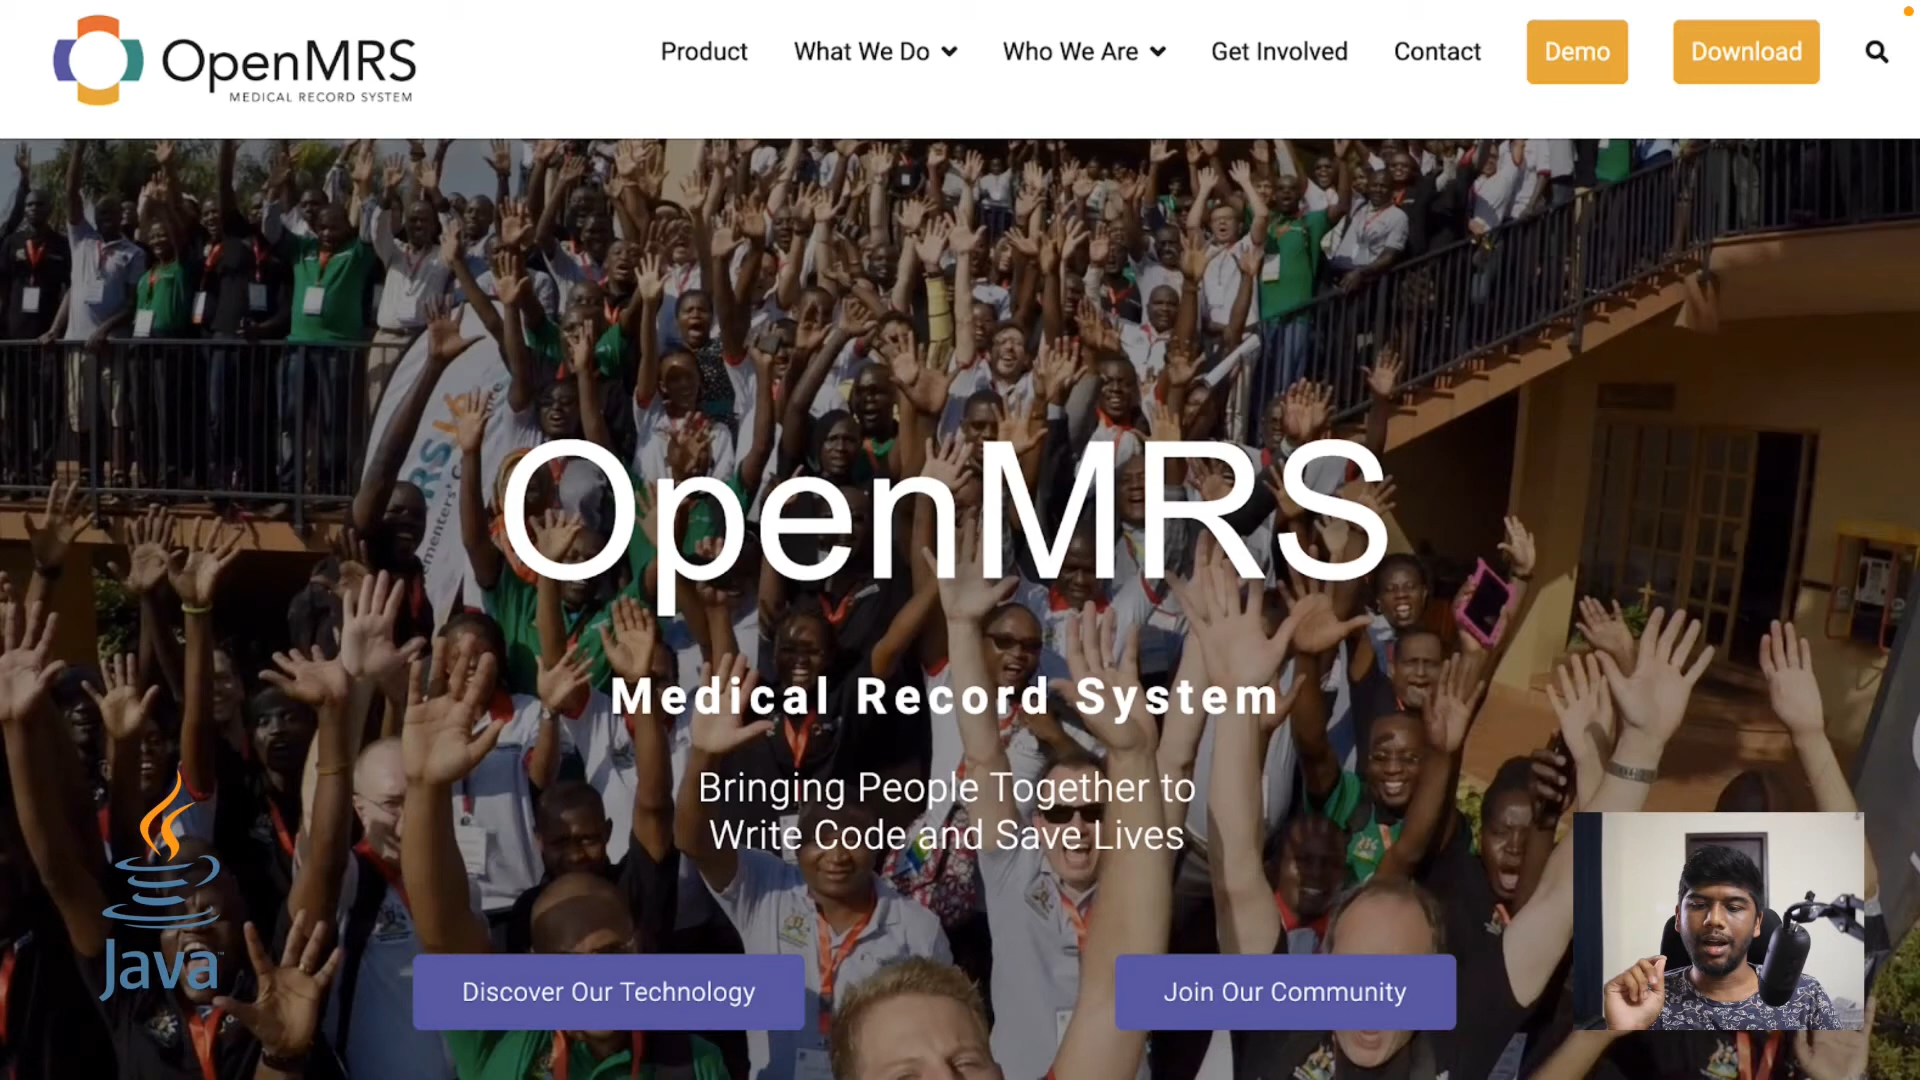 OpenMRS
MEDICAL RECORD SYSTEM
Product What We Do Who We Are Get Involved Contact Demo Download
OpenMRS
Medical Record System
Bringing People Together to
Write Code and Save Lives
Java
Discover Our Technology
Join Our Community